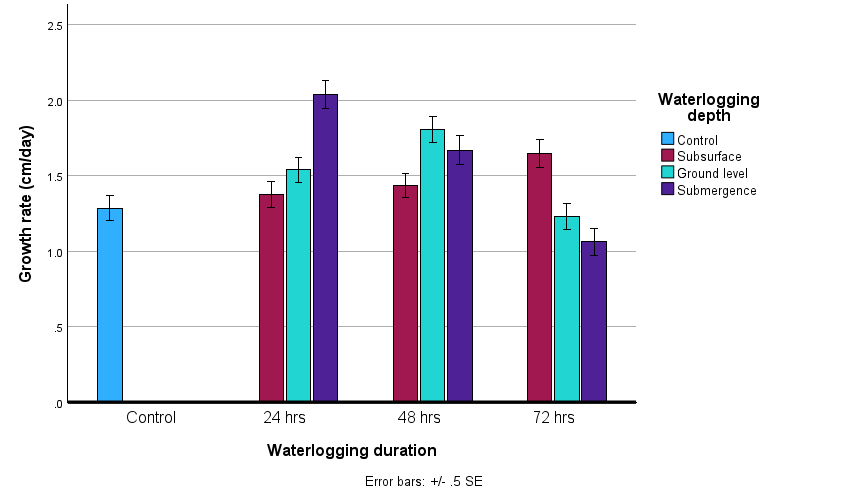 Growth rate (cm/day)
2.5
2.0
1.5
1.0
.5
.0
Control
24 hrs
48 hrs
72 hrs
Waterlogging duration
Error bars: +/- .5 SE
Waterlogging
depth
Control
Subsurface
Ground level
Submergence